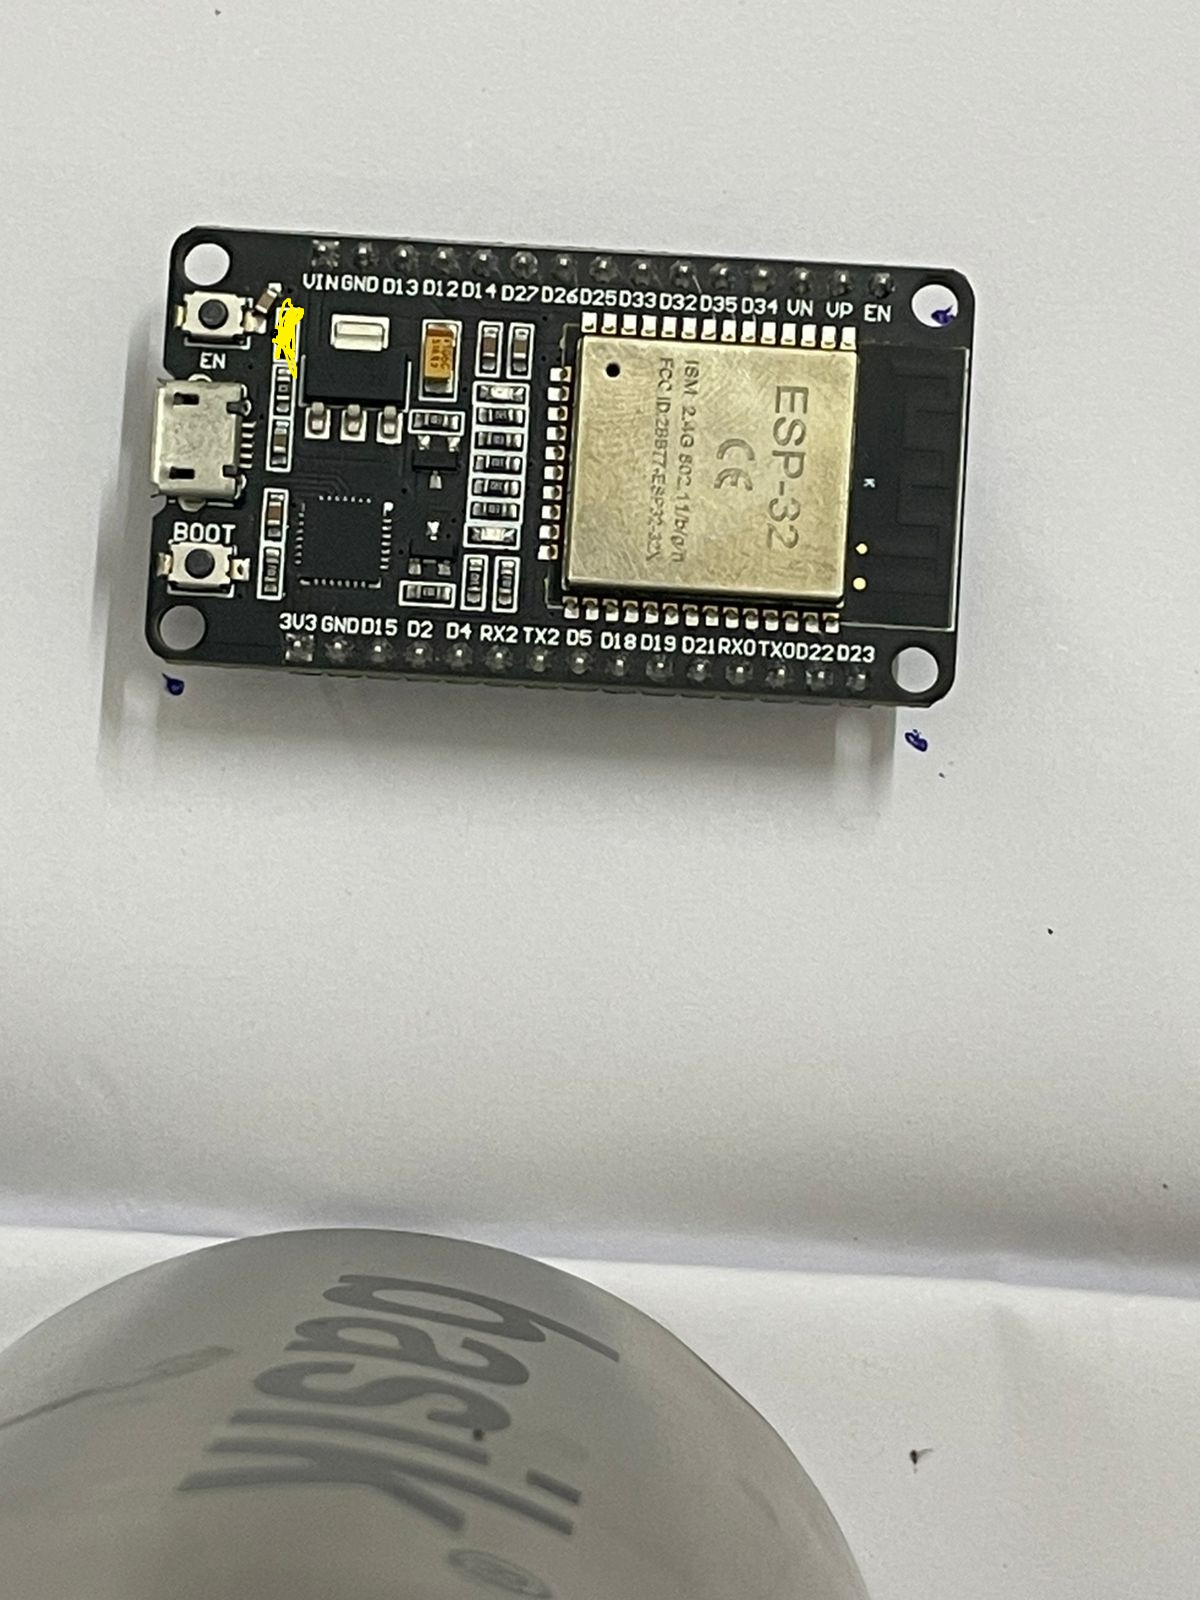 VIN GND D13 D12 D14 D27 D26 D25 D33 D32 D35 D34 VN VP EN
EN
BOOT
ESP-32
CE
ISM 2.4G 802.11/b/g/n
3V3 GND D15 D2 D4 RX2 TX2 D5 D18 D19 D21 RX0 TX0 D22 D23
basik